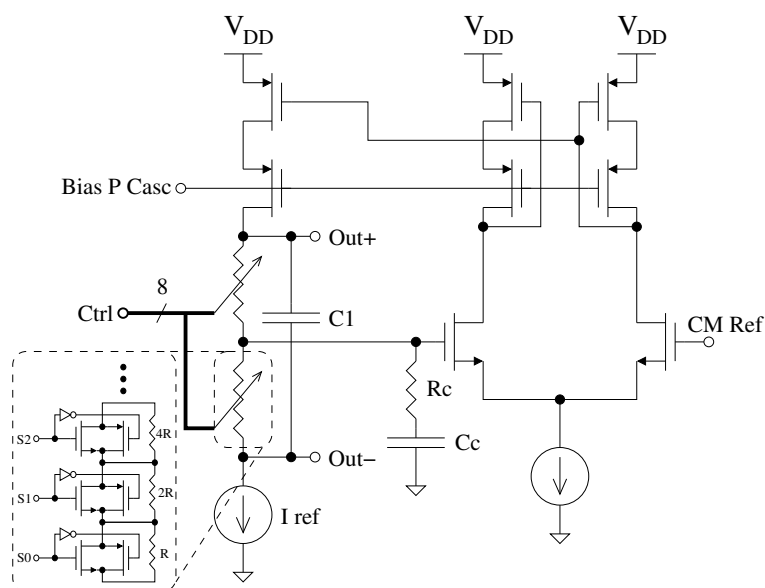 VDD
VDD
VDD
Bias P Casc
Out+
8
Ctrl
C1
CM Ref
Rc
S2
4R
Cc
Out−
S1
2R
I ref
S0
R